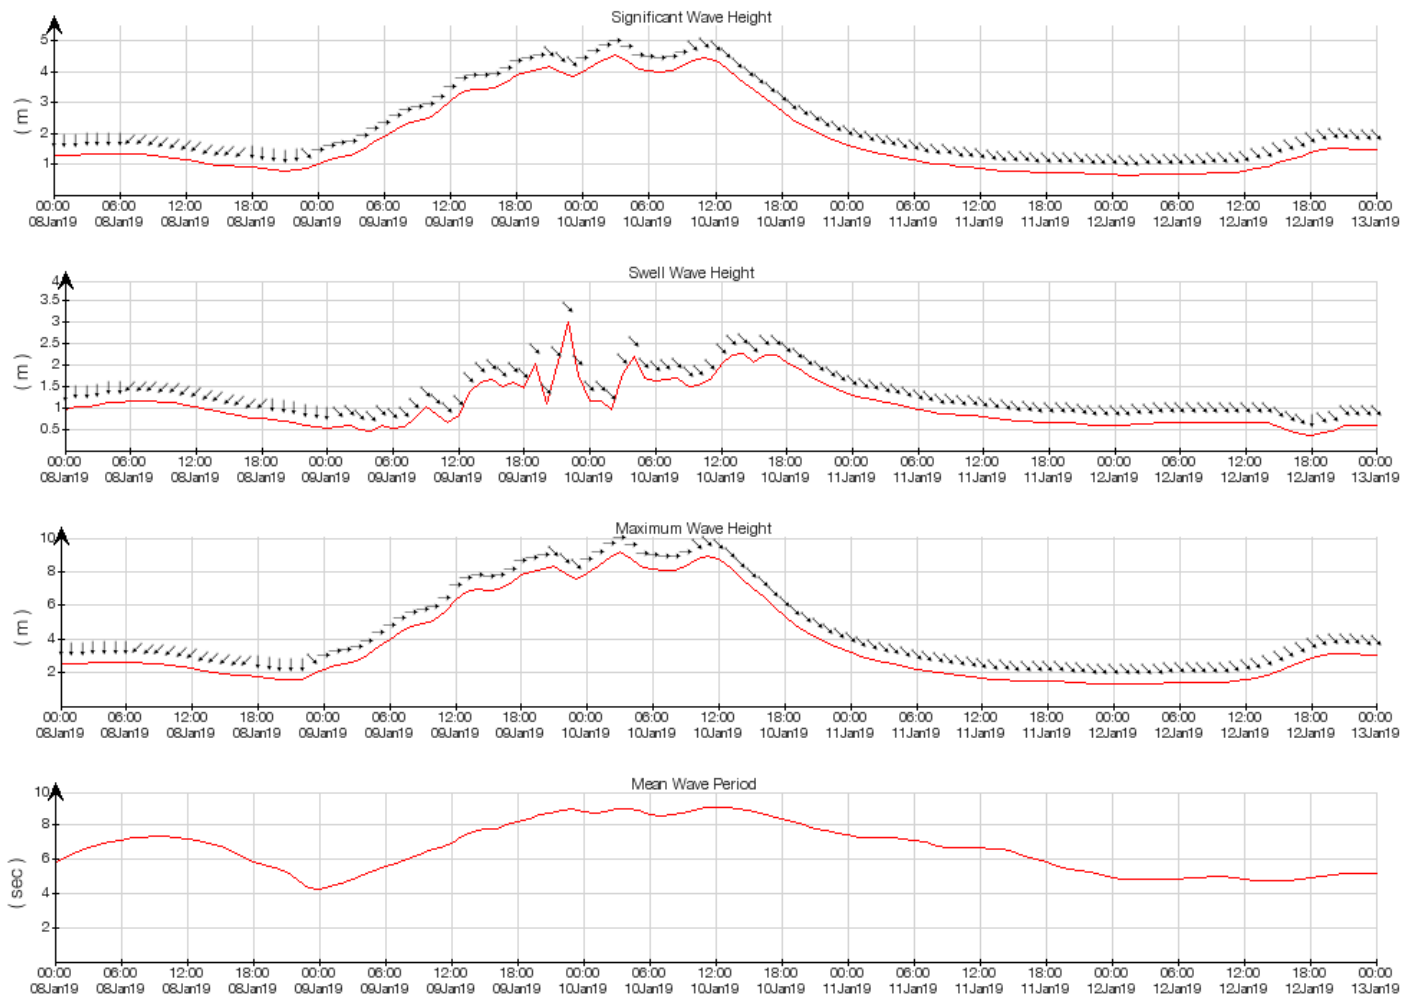 Significant Wave Height
5
4
3
2
1
( m )
00:00 06:00 12:00 18:00 00:00 06:00 12:00 18:00 00:00 06:00 12:00 18:00 00:00 06:00 12:00 18:00 00:00 06:00 12:00 18:00 00:00
08Jan19 08Jan19 08Jan19 08Jan19 09Jan19 09Jan19 09Jan19 09Jan19 10Jan19 10Jan19 10Jan19 10Jan19 11Jan19 11Jan19 11Jan19 11Jan19 12Jan19 12Jan19 12Jan19 12Jan19 13Jan19
Swell Wave Height
4
3.5
3
2.5
2
1.5
1
0.5
( m )
00:00 06:00 12:00 18:00 00:00 06:00 12:00 18:00 00:00 06:00 12:00 18:00 00:00 06:00 12:00 18:00 00:00 06:00 12:00 18:00 00:00
08Jan19 08Jan19 08Jan19 08Jan19 09Jan19 09Jan19 09Jan19 09Jan19 10Jan19 10Jan19 10Jan19 10Jan19 11Jan19 11Jan19 11Jan19 11Jan19 12Jan19 12Jan19 12Jan19 12Jan19 13Jan19
Maximum Wave Height
10
8
6
4
2
( m )
00:00 06:00 12:00 18:00 00:00 06:00 12:00 18:00 00:00 06:00 12:00 18:00 00:00 06:00 12:00 18:00 00:00 06:00 12:00 18:00 00:00
08Jan19 08Jan19 08Jan19 08Jan19 09Jan19 09Jan19 09Jan19 09Jan19 10Jan19 10Jan19 10Jan19 10Jan19 11Jan19 11Jan19 11Jan19 11Jan19 12Jan19 12Jan19 12Jan19 12Jan19 13Jan19
Mean Wave Period
10
8
6
4
2
( sec )
00:00 06:00 12:00 18:00 00:00 06:00 12:00 18:00 00:00 06:00 12:00 18:00 00:00 06:00 12:00 18:00 00:00 06:00 12:00 18:00 00:00
08Jan19 08Jan19 08Jan19 08Jan19 09Jan19 09Jan19 09Jan19 09Jan19 10Jan19 10Jan19 10Jan19 10Jan19 11Jan19 11Jan19 11Jan19 11Jan19 12Jan19 12Jan19 12Jan19 12Jan19 13Jan19